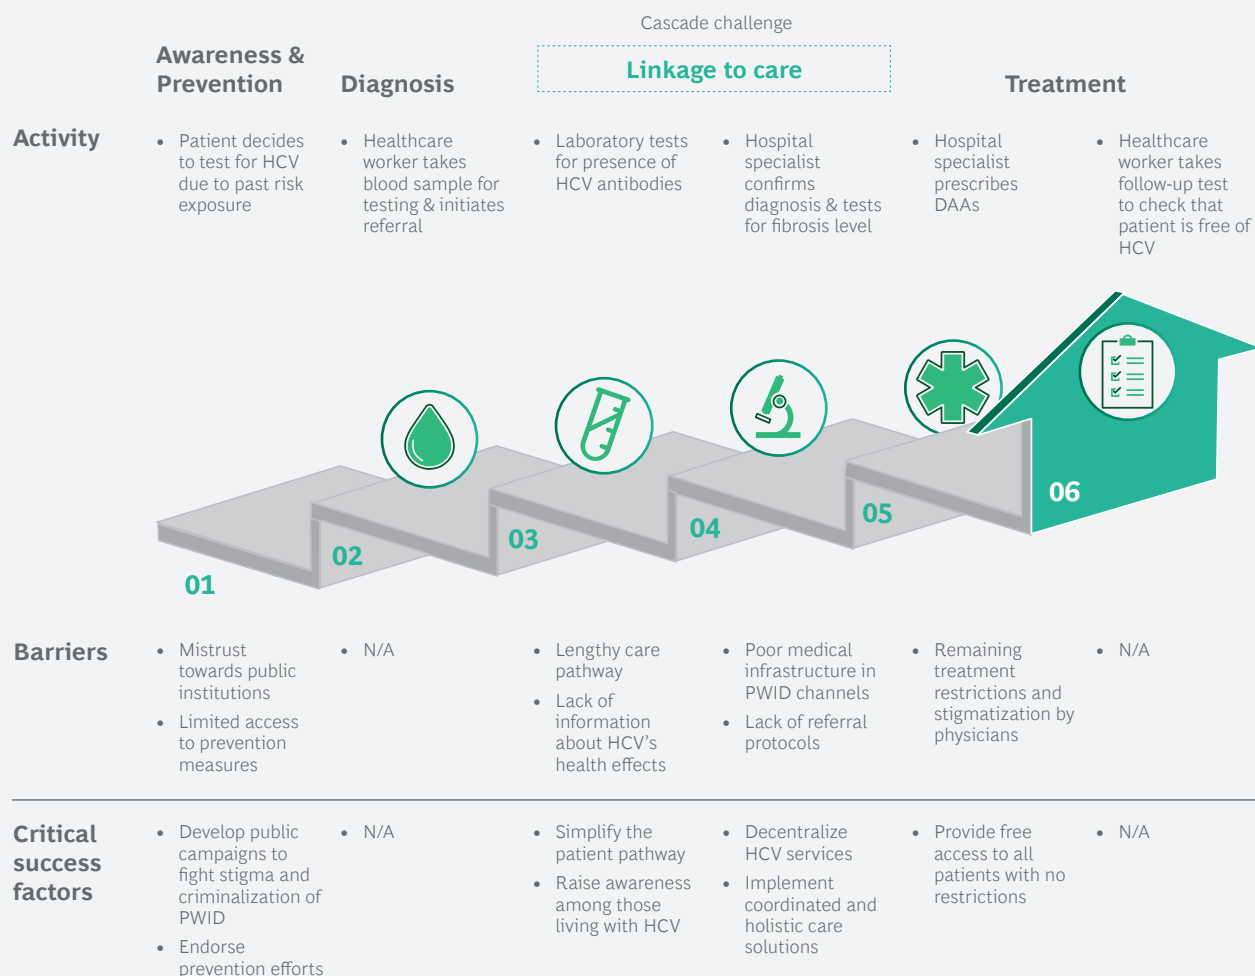 Cascade challenge
Awareness &
Prevention
Diagnosis
Linkage to care
Treatment
Activity
• Patient decides
to test for HCV
due to past risk
exposure
• Healthcare
worker takes
blood sample for
testing & initiates
referral
• Laboratory tests
for presence of
HCV antibodies
• Hospital
specialist
confirms
diagnosis & tests
for fibrosis level
• Hospital
specialist
prescribes
DAAs
• Healthcare
worker takes
follow-up test
to check that
patient is free of
HCV
01
02
03
04
05
06
Barriers
• Mistrust
towards public
institutions
• Limited access
to prevention
measures
• N/A
• Lengthy care
pathway
• Lack of
information
about HCV's
health effects
• Poor medical
infrastructure in
PWID channels
• Lack of referral
protocols
• Remaining
treatment
restrictions and
stigmatization by
physicians
• N/A
Critical
success
factors
• Develop public
campaigns to
fight stigma and
criminalization of
PWID
• Endorse
prevention efforts
• N/A
• Simplify the
patient pathway
• Raise awareness
among those
living with HCV
• Decentralize
HCV services
• Implement
coordinated and
holistic care
solutions
• Provide free
access to all
patients with no
restrictions
• N/A